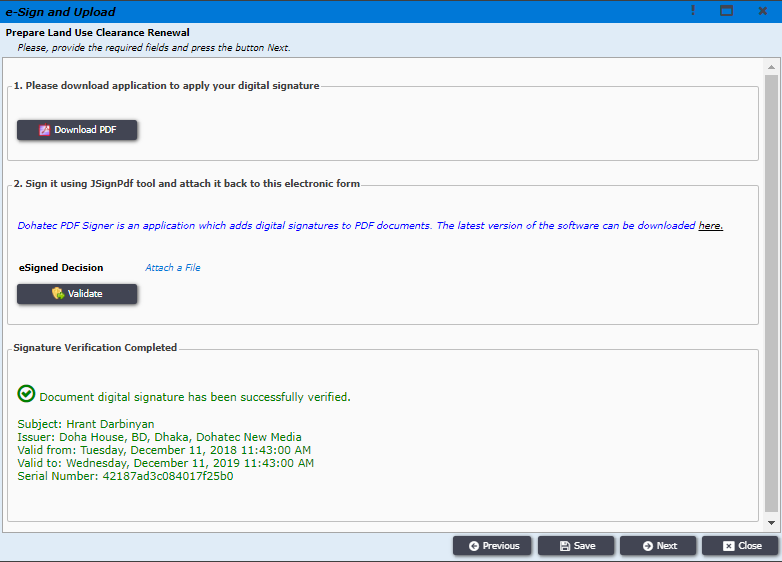 e-Sign and Upload
Prepare Land Use Clearance Renewal
Please, provide the required fields and press the button Next.
1. Please download application to apply your digital signature
Download PDF
2. Sign it using JSignPdf tool and attach it back to this electronic form
Dohatec PDF Signer is an application which adds digital signatures to PDF documents. The latest version of the software can be downloaded here.
eSigned Decision Attach a File
Validate
Signature Verification Completed
Document digital signature has been successfully verified.
Subject: Hrant Darbinyan
Issuer: Doha House, BD, Dhaka, Dohatec New Media
Valid from: Tuesday, December 11, 2018 11:43:00 AM
Valid to: Wednesday, December 11, 2019 11:43:00 AM
Serial Number: 42187ad3c084017f25b0
Previous Save Next Close